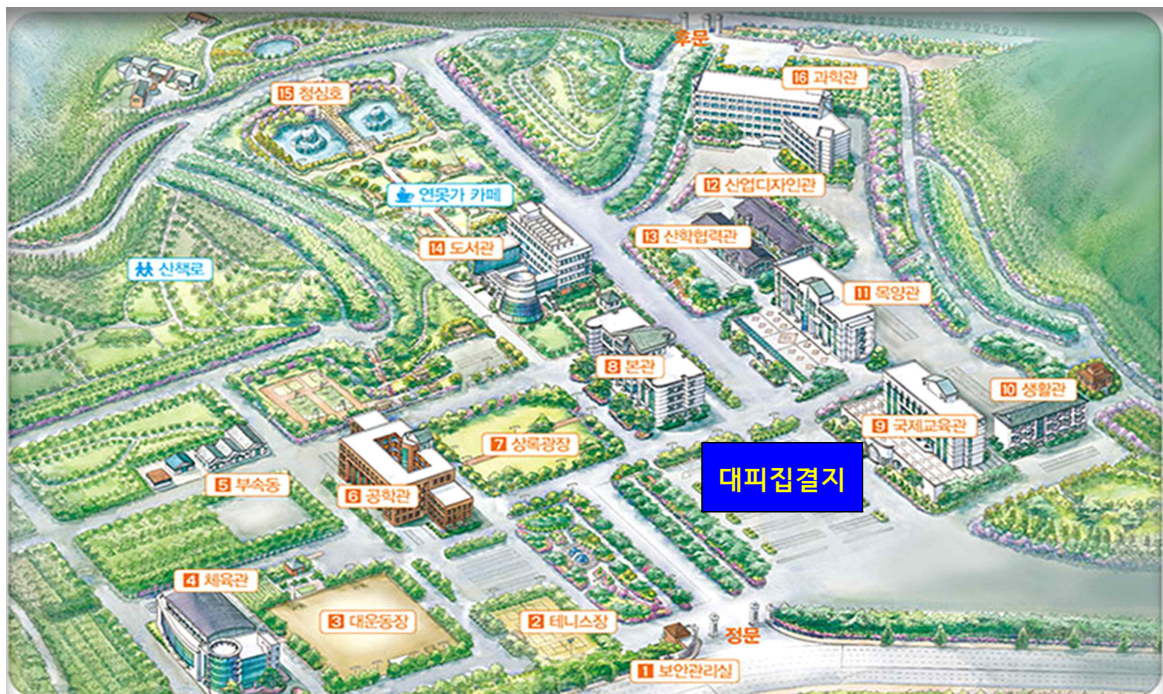 후문
16 과학관
15 청심호
12 산업디자인관
연못가 카페
13 산학협력관
14 도서관
산책로
11 목양관
8 본관
10 생활관
9 국제교육관
7 상록광장
대피집결지
5 부속동
6 공학관
4 체육관
3 대운동장
2 테니스장
정문
1 보안관리실